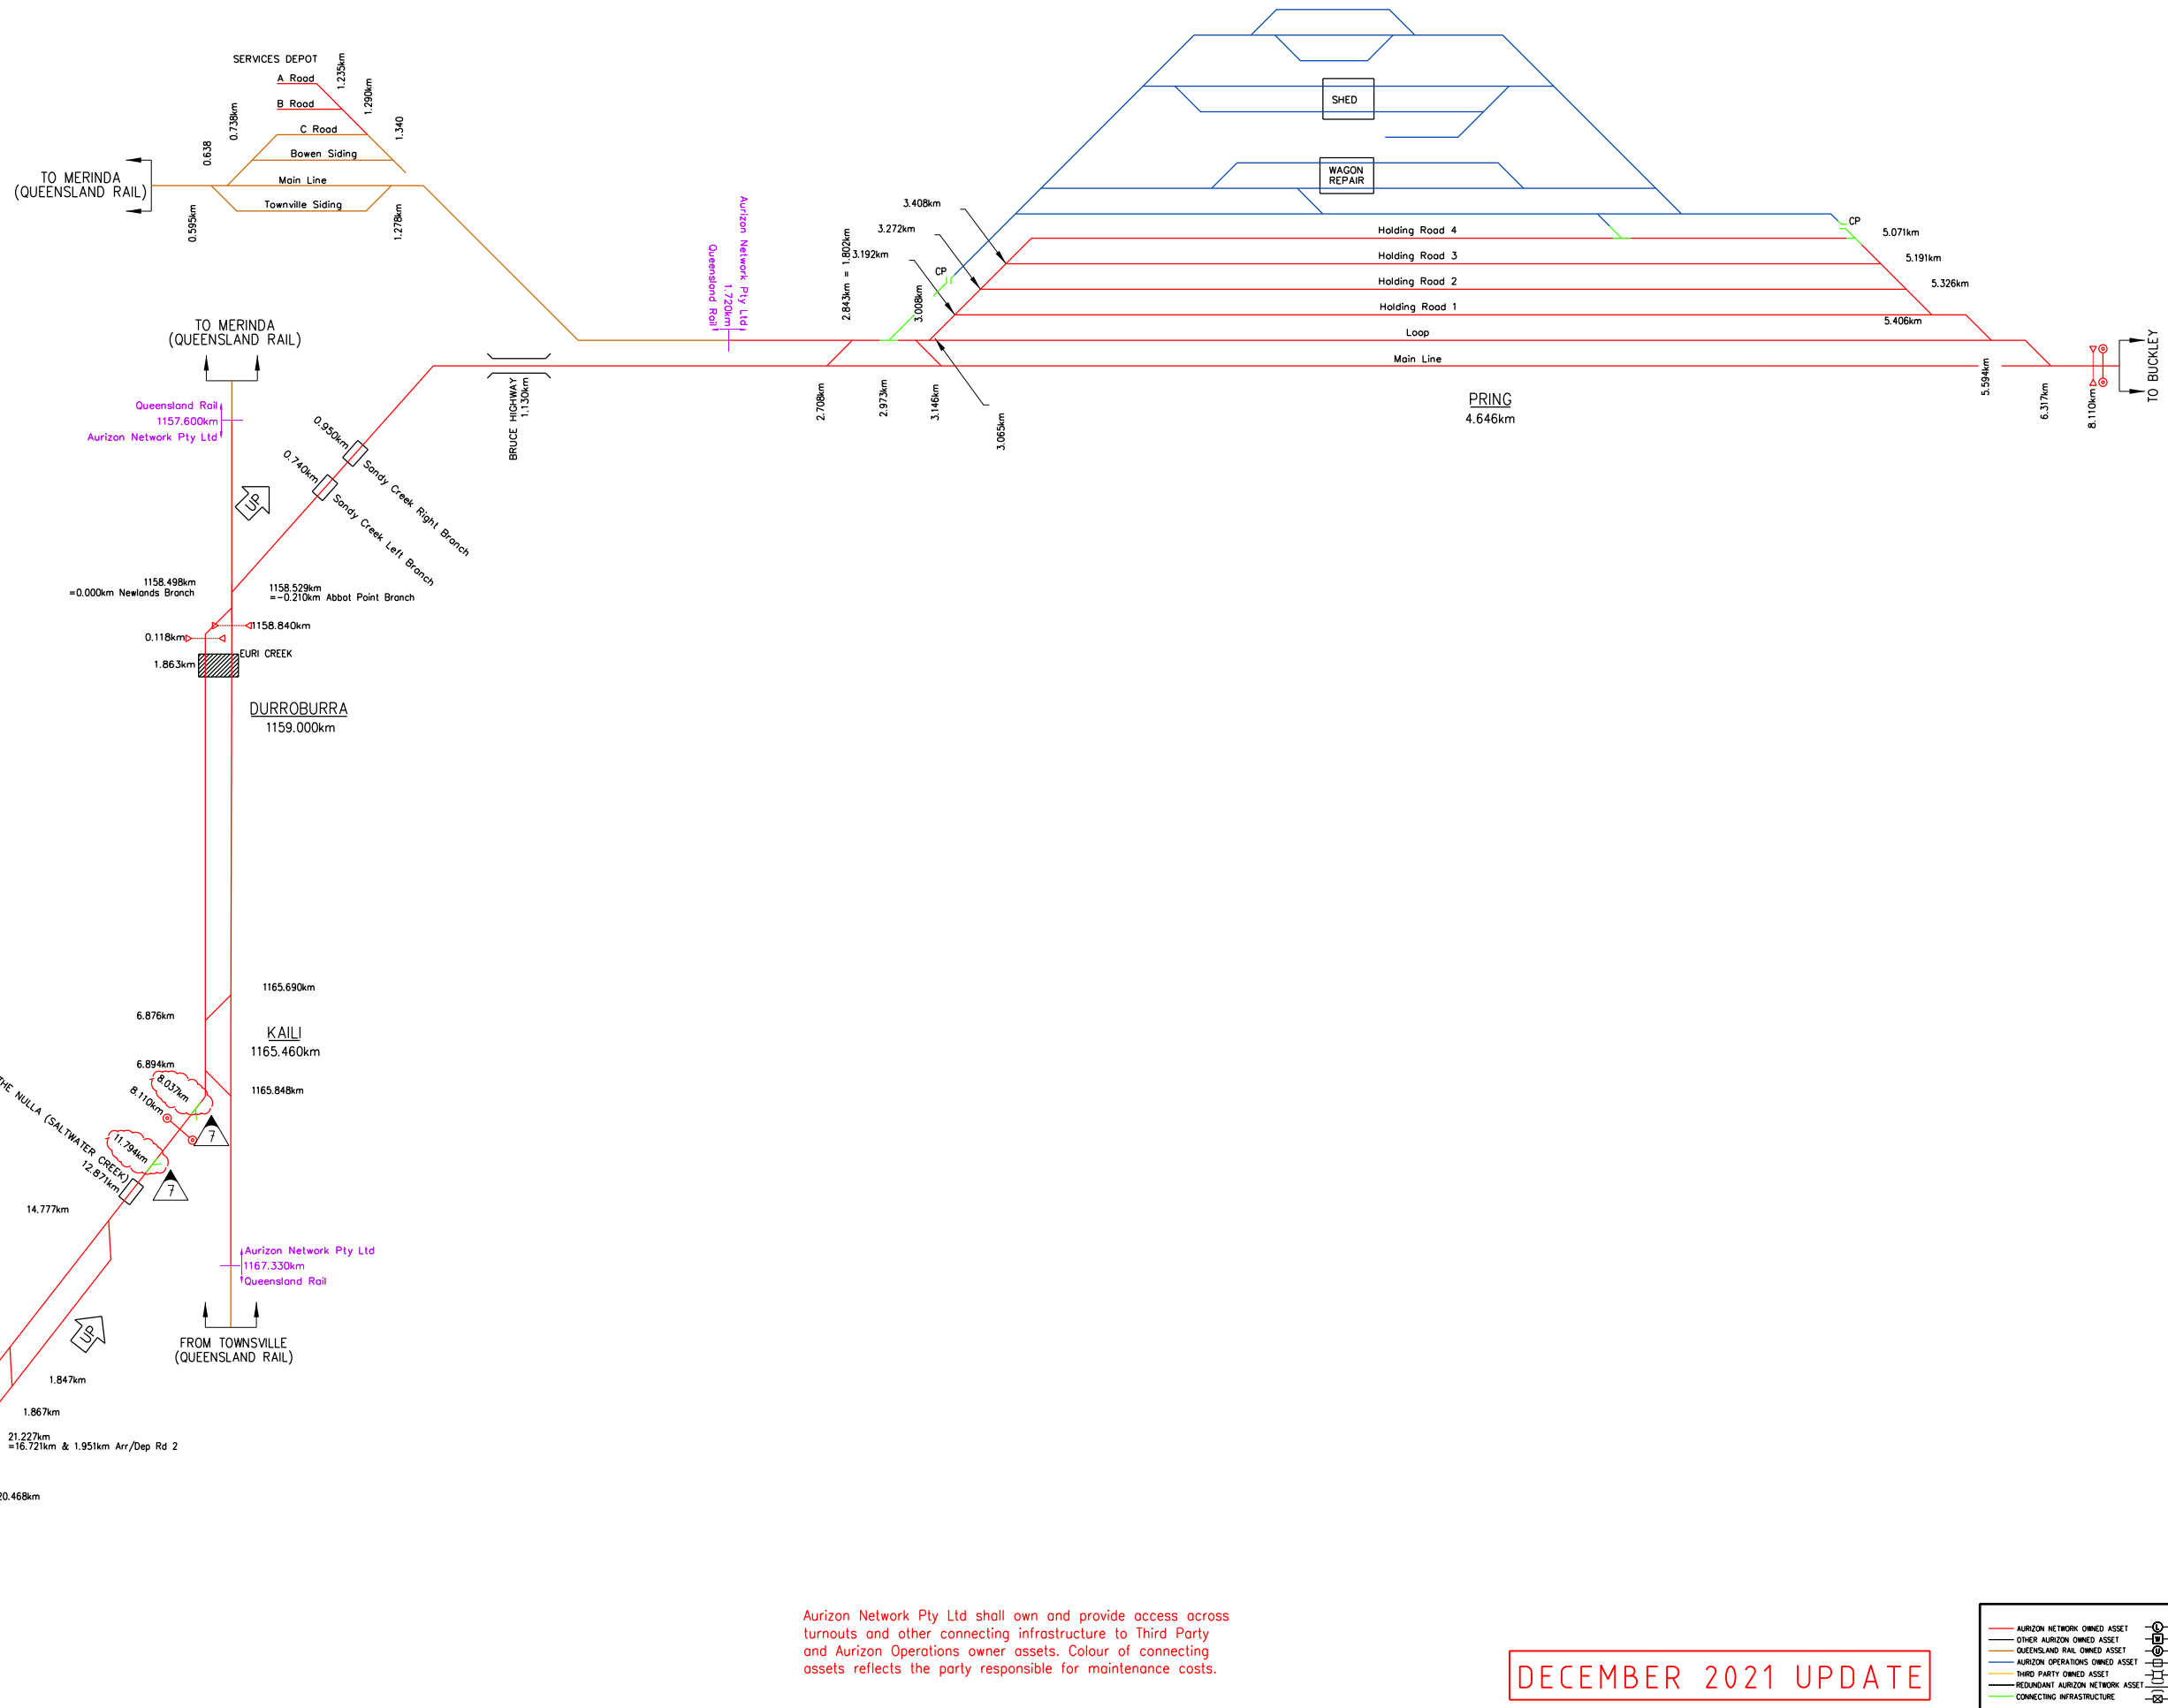 SERVICES DEPOT
A Road
B Road
C Road
Bowen Siding
Main Line
Townville Siding
1.235km
1.290km
1.340
0.738km
0.638
0.595km
1.278km
TO MERINDA
(QUEENSLAND RAIL)
Aurizon Network Pty Ltd
1.720km
Queensland Rail
SHED
WAGON
REPAIR
CP
CP
3.408km
3.272km
3.192km
2.843km = 1.802km
3.008km
Holding Road 4
Holding Road 3
Holding Road 2
Holding Road 1
Loop
Main Line
5.071km
5.191km
5.326km
5.406km
5.594km
6.317km
8.110km
TO BUCKLEY
2.708km
2.973km
3.146km
3.065km
PRING
4.646km
BRUCE HIGHWAY
1.130km
TO MERINDA
(QUEENSLAND RAIL)
Queensland Rail
1157.600km
Aurizon Network Pty Ltd
0.950km
Sandy Creek Right Branch
0.740km
Sandy Creek Left Branch
UP
1158.498km
=0.000km Newlands Branch
1158.529km
=-0.210km Abbot Point Branch
1158.840km
0.118km
EURI CREEK
1.863km
DURROBURRA
1159.000km
1165.690km
6.876km
KAILI
1165.460km
6.894km
1165.848km
8.037km
8.110km
7
11.794km
7
THE NULLA (SALTWATER CREEK)
12.871km
14.777km
Aurizon Network Pty Ltd
1167.330km
Queensland Rail
UP
FROM TOWNSVILLE
(QUEENSLAND RAIL)
1.847km
1.867km
21.227km
=16.721km & 1.951km Arr/Dep Rd 2
20.468km
Aurizon Network Pty Ltd shall own and provide access across
turnouts and other connecting infrastructure to Third Party
and Aurizon Operations owner assets. Colour of connecting
assets reflects the party responsible for maintenance costs.
DECEMBER 2021 UPDATE
AURIZON NETWORK OWNED ASSET
OTHER AURIZON OWNED ASSET
QUEENSLAND RAIL OWNED ASSET
AURIZON OPERATIONS OWNED ASSET
THIRD PARTY OWNED ASSET
REDUNDANT AURIZON NETWORK ASSET
CONNECTING INFRASTRUCTURE